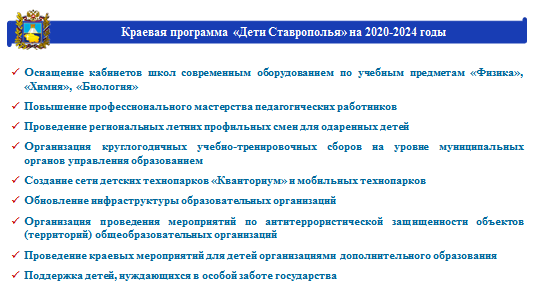 Краевая программа «Дети Ставрополья» на 2020-2024 годы
Оснащение кабинетов школ современным оборудованием по учебным предметам «Физика»,
«Химия», «Биология»
Повышение профессионального мастерства педагогических работников
Проведение региональных летних профильных смен для одаренных детей
Организация круглогодичных учебно-тренировочных сборов на уровне муниципальных
органов управления образованием
Создание сети детских технопарков «Кванториум» и мобильных технопарков
Обновление инфраструктуры образовательных организаций
Организация проведения мероприятий по антитеррористической защищенности объектов
(территорий) общеобразовательных организаций
Проведение краевых мероприятий для детей организациями дополнительного образования
Поддержка детей, нуждающихся в особой заботе государства